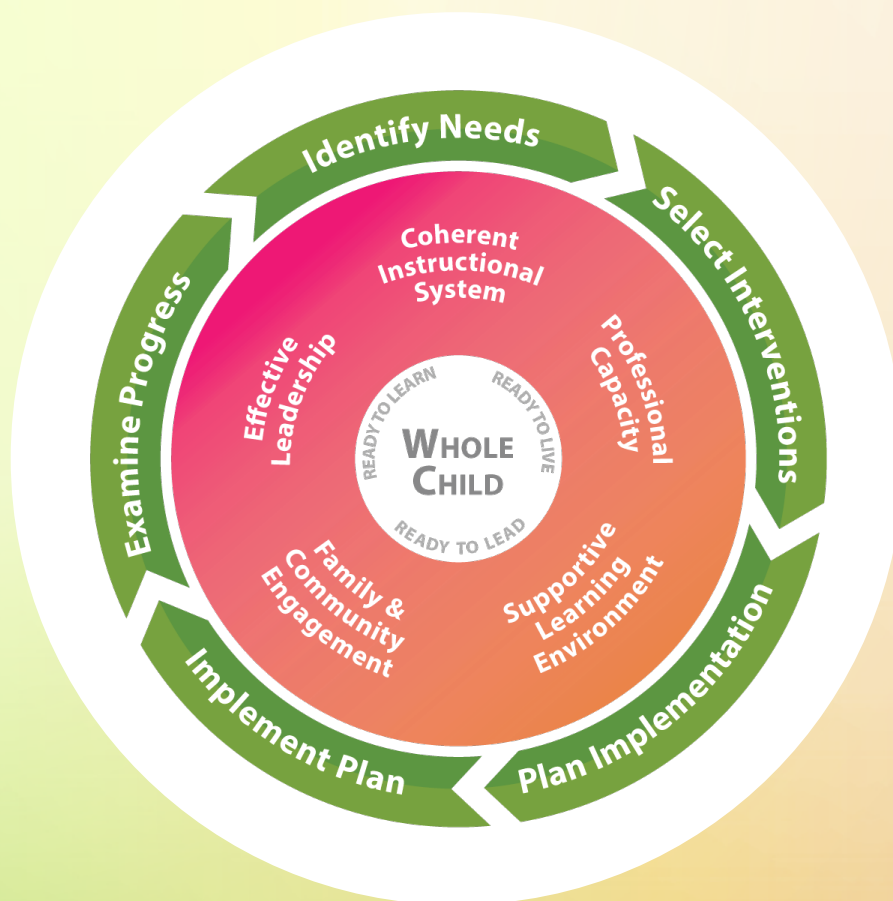 Identify Needs
Select Interventions
Plan Implementation
Implement Plan
Examine Progress
Coherent
Instructional
System
Professional
Capacity
Supportive
Learning
Environment
Family &
Community
Engagement
Effective
Leadership
READY TO LEARN
READY TO LIVE
READY TO LEAD
WHOLE
CHILD